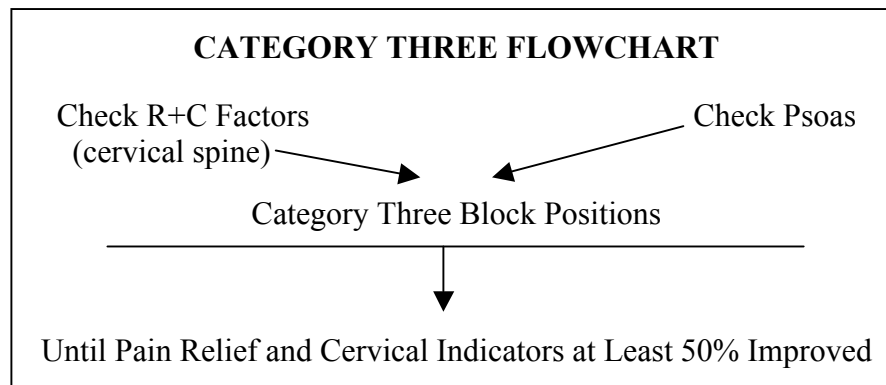 CATEGORY THREE FLOWCHART
Check R+C Factors
(cervical spine)
Check Psoas
Category Three Block Positions
Until Pain Relief and Cervical Indicators at Least 50% Improved